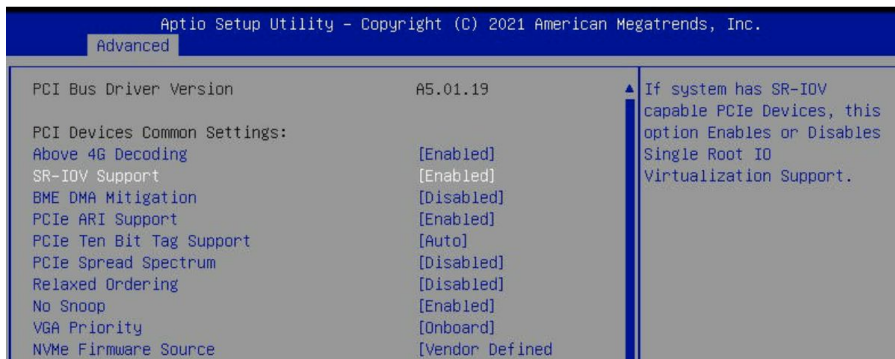 Aptio Setup Utility – Copyright (C) 2021 American Megatrends, Inc.
Advanced
PCI Bus Driver Version A5.01.19
PCI Devices Common Settings:
Above 4G Decoding [Enabled]
SR-IOV Support [Enabled]
BME DMA Mitigation [Disabled]
PCIe ARI Support [Enabled]
PCIe Ten Bit Tag Support [Auto]
PCIe Spread Spectrum [Disabled]
Relaxed Ordering [Disabled]
No Snoop [Enabled]
VGA Priority [Onboard]
NVMe Firmware Source [Vendor Defined
If system has SR-IOV
capable PCIe Devices, this
option Enables or Disables
Single Root IO
Virtualization Support.